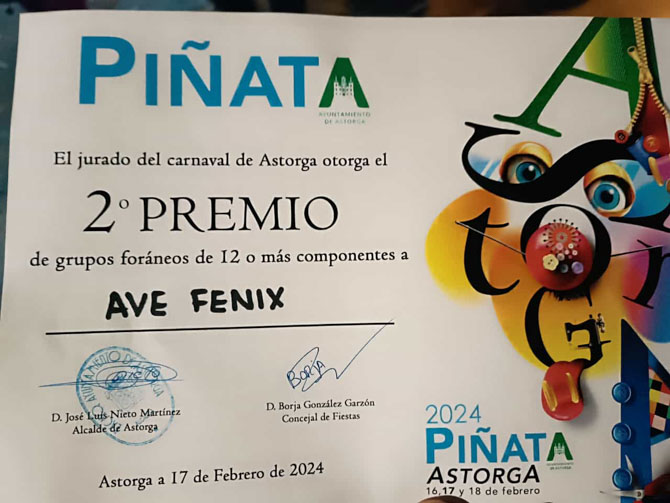 PIÑATA
AYUNTAMIENTO
DE ASTORGA
El jurado del carnaval de Astorga otorga el
2º PREMIO
de grupos foráneos de 12 o más componentes a
AVE FENIX
BORJA
D. José Luis Nieto Martínez
Alcalde de Astorga
D. Borja González Garzón
Concejal de Fiestas
Astorga a 17 de Febrero de 2024
2024
PIÑATA
ASTORGA
16, 17 y 18 de febrero